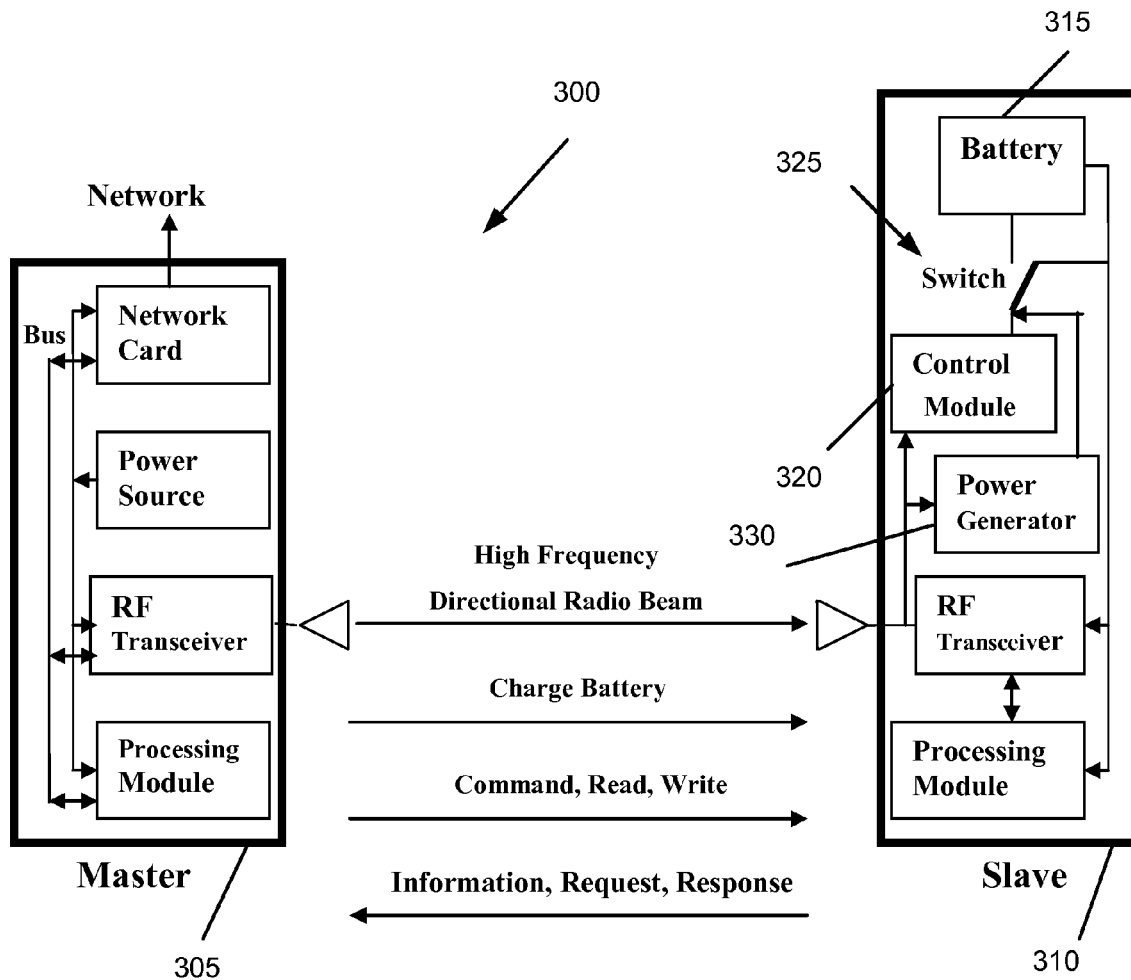 315
300
Battery
325
Network
Switch
Bus
Network
Card
Control
Module
Power
Source
320
Power
Generator
330
High Frequency
Directional Radio Beam
RF
Transceiver
RF
Transceiver
Charge Battery
Processing
Module
Command, Read, Write
Processing
Module
Master
Information, Request, Response
Slave
305
310